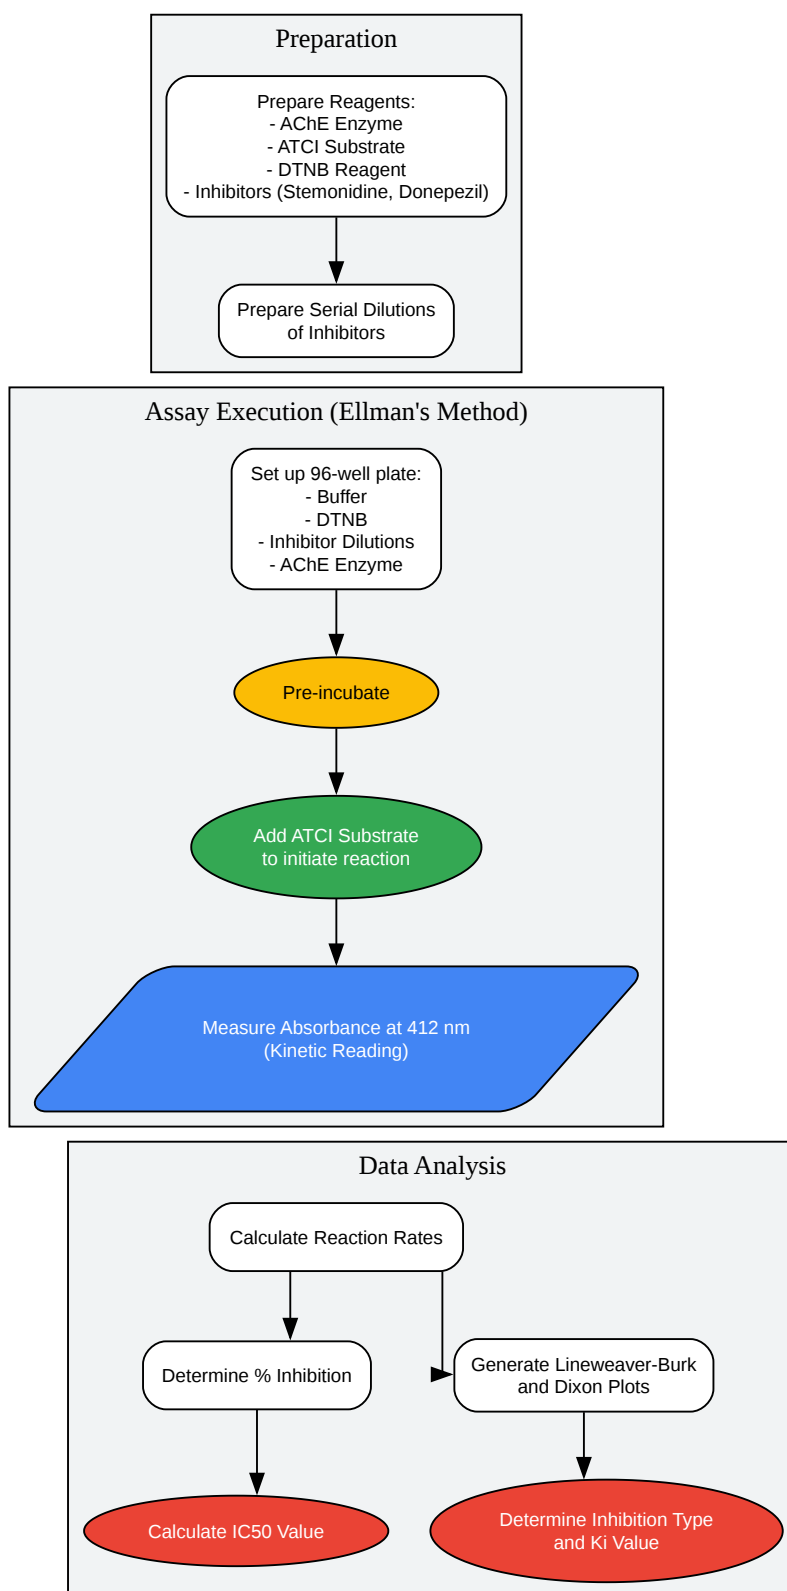 Preparation
Prepare Reagents:
- AChE Enzyme
- ATCI Substrate
- DTNB Reagent
- Inhibitors (Stemonidine, Donepezil)
Prepare Serial Dilutions
of Inhibitors
Assay Execution (Ellman's Method)
Set up 96-well plate:
- Buffer
- DTNB
- Inhibitor Dilutions
- AChE Enzyme
Pre-incubate
Add ATCI Substrate
to initiate reaction
Measure Absorbance at 412 nm
(Kinetic Reading)
Data Analysis
Calculate Reaction Rates
Determine % Inhibition
Generate Lineweaver-Burk
and Dixon Plots
Calculate IC50 Value
Determine Inhibition Type
and Ki Value